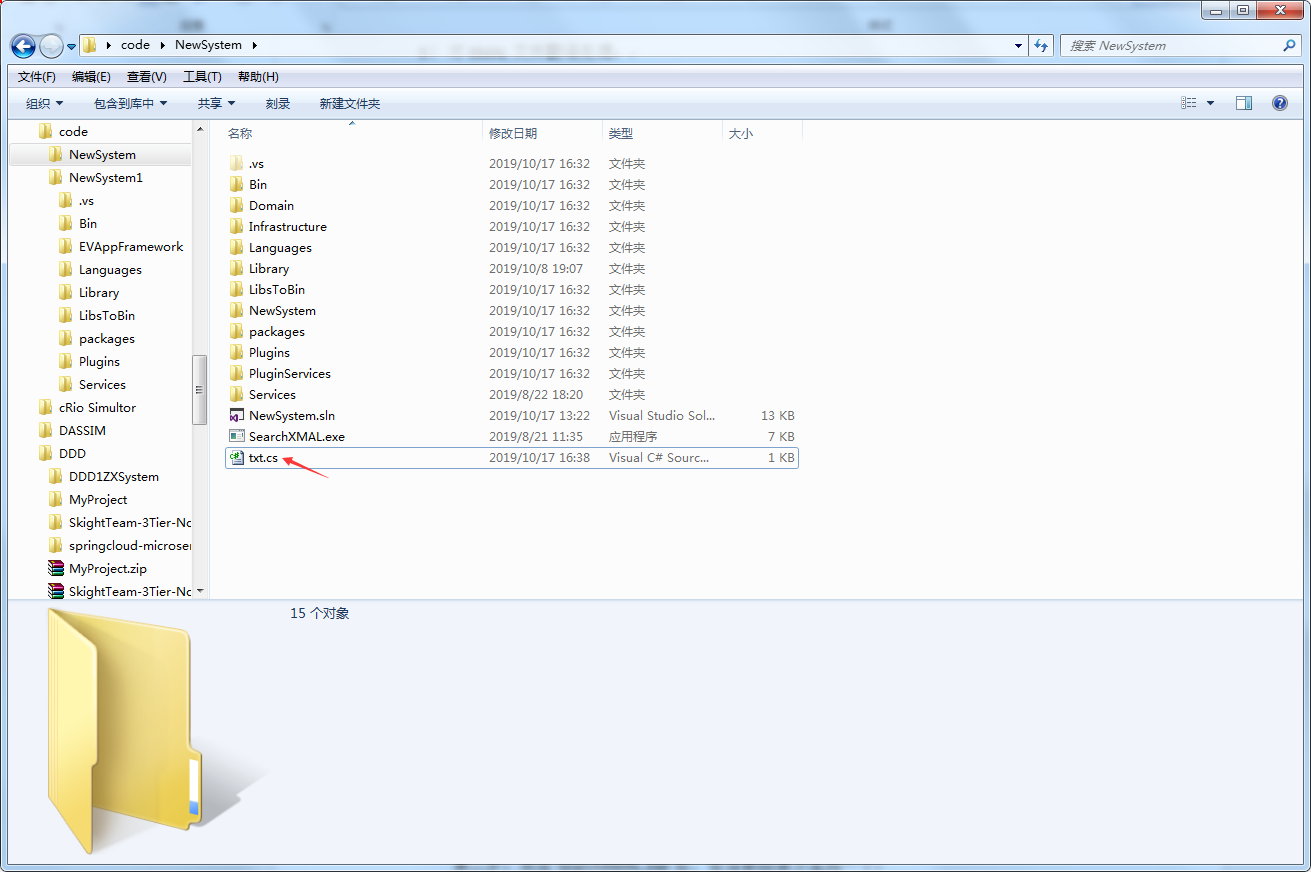 code NewSystem
搜索 NewSystem
文件(F) 编辑(E) 查看(V) 工具(T) 帮助(H)
组织 包含到库中 共享 刻录 新建文件夹
code
NewSystem
NewSystem1
.vs
Bin
EVAppFramework
Languages
Library
LibsToBin
packages
Plugins
Services
cRio Simultor
DASSIM
DDD
DDD1ZXSystem
MyProject
SkightTeam-3Tier-Nc
springcloud-microser
MyProject.zip
SkightTeam-3Tier-Nc
名称 修改日期 类型 大小
.vs 2019/10/17 16:32 文件夹
Bin 2019/10/17 16:32 文件夹
Domain 2019/10/17 16:32 文件夹
Infrastructure 2019/10/17 16:32 文件夹
Languages 2019/10/17 16:32 文件夹
Library 2019/10/8 19:07 文件夹
LibsToBin 2019/10/17 16:32 文件夹
NewSystem 2019/10/17 16:32 文件夹
packages 2019/10/17 16:32 文件夹
Plugins 2019/10/17 16:32 文件夹
PluginServices 2019/10/17 16:32 文件夹
Services 2019/8/22 18:20 文件夹
NewSystem.sln 2019/10/17 13:22 Visual Studio Sol... 13 KB
SearchXMAL.exe 2019/8/21 11:35 应用程序 7 KB
txt.cs 2019/10/17 16:38 Visual C# Sourc... 1 KB
15 个对象